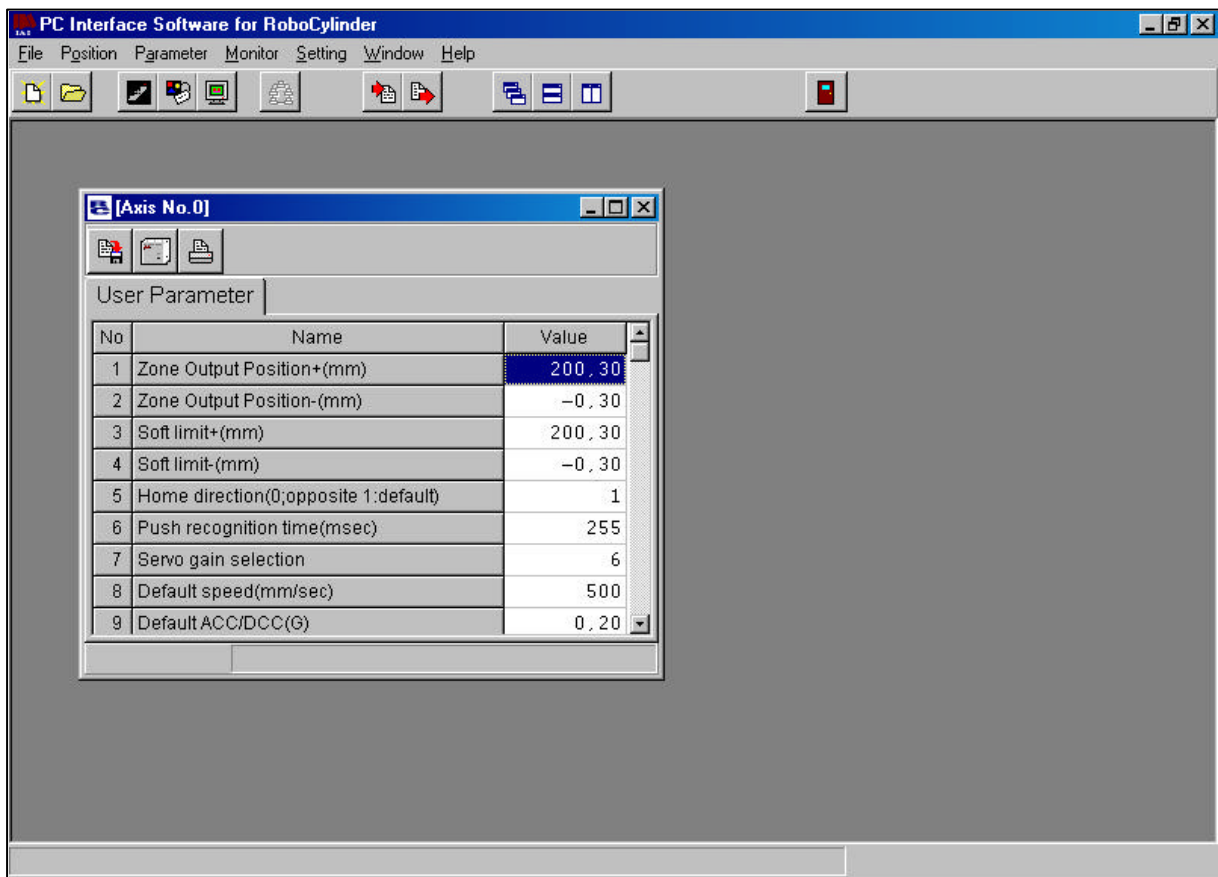 PC Interface Software for RoboCylinder
File Position Parameter Monitor Setting Window Help
[Axis No.0]
User Parameter
No Name Value
1 Zone Output Position+(mm) 200,30
2 Zone Output Position-(mm) −0,30
3 Soft limit+(mm) 200,30
4 Soft limit-(mm) −0,30
5 Home direction(0;opposite 1:default) 1
6 Push recognition time(msec) 255
7 Servo gain selection 6
8 Default speed(mm/sec) 500
9 Default ACC/DCC(G) 0,20